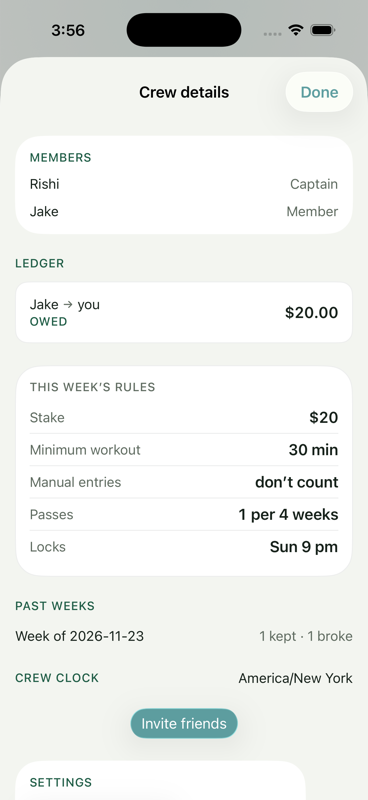 3:56
Crew details
Done
MEMBERS
Rishi Captain
Jake Member
LEDGER
Jake → you
OWED
$20.00
THIS WEEK’S RULES
Stake $20
Minimum workout 30 min
Manual entries don’t count
Passes 1 per 4 weeks
Locks Sun 9 pm
PAST WEEKS
Week of 2026-11-23 1 kept · 1 broke
CREW CLOCK America/New York
Invite friends
SETTINGS